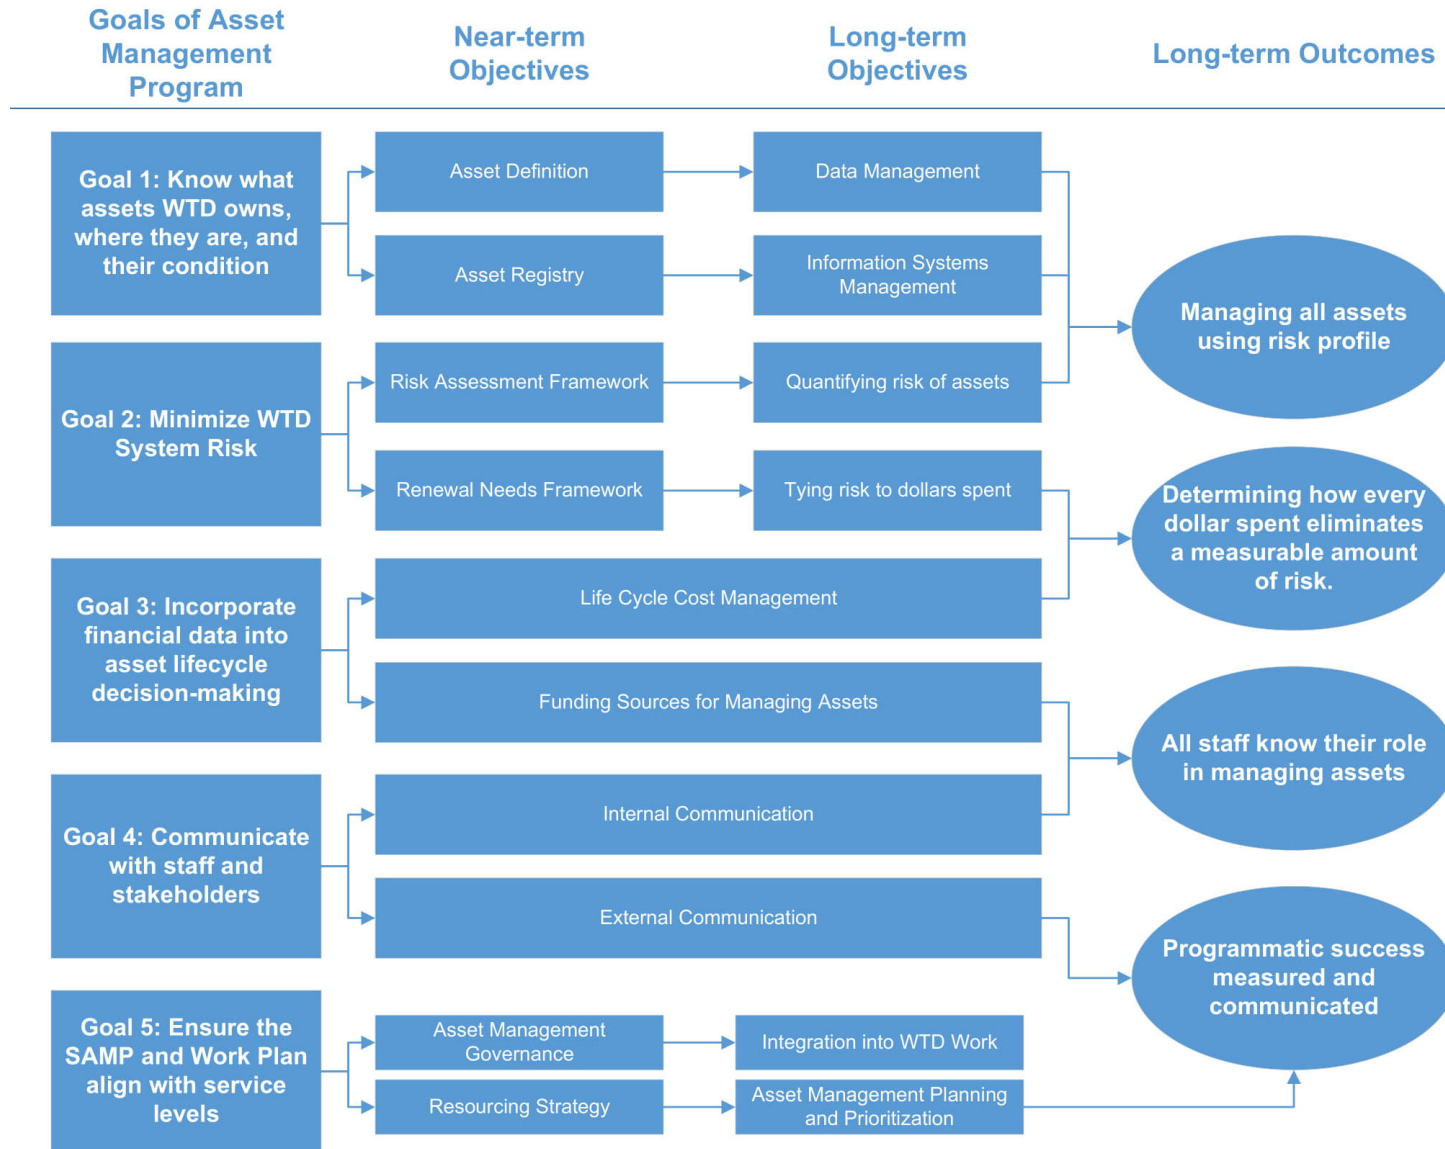 Goals of Asset
Management
Program
Near-term
Objectives
Long-term
Objectives
Long-term Outcomes
Goal 1: Know what
assets WTD owns,
where they are, and
their condition
Asset Definition
Data Management
Asset Registry
Information Systems
Management
Managing all assets
using risk profile
Goal 2: Minimize WTD
System Risk
Risk Assessment Framework
Quantifying risk of assets
Renewal Needs Framework
Tying risk to dollars spent
Determining how every
dollar spent eliminates
a measurable amount
of risk.
Goal 3: Incorporate
financial data into
asset lifecycle
decision-making
Life Cycle Cost Management
Funding Sources for Managing Assets
All staff know their role
in managing assets
Goal 4: Communicate
with staff and
stakeholders
Internal Communication
External Communication
Programmatic success
measured and
communicated
Goal 5: Ensure the
SAMP and Work Plan
align with service
levels
Asset Management
Governance
Integration into WTD Work
Resourcing Strategy
Asset Management Planning
and Prioritization